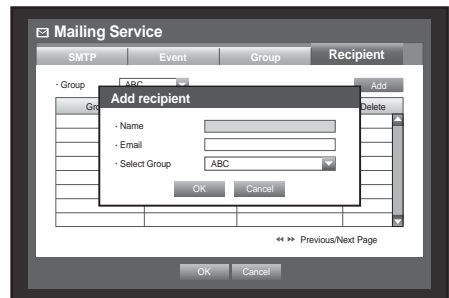 Mailing Service
SMTP Event Group Recipient
· Group ABC Add
Delete
Add recipient
· Name
· Email
· Select Group ABC
OK Cancel
Previous/Next Page
OK Cancel